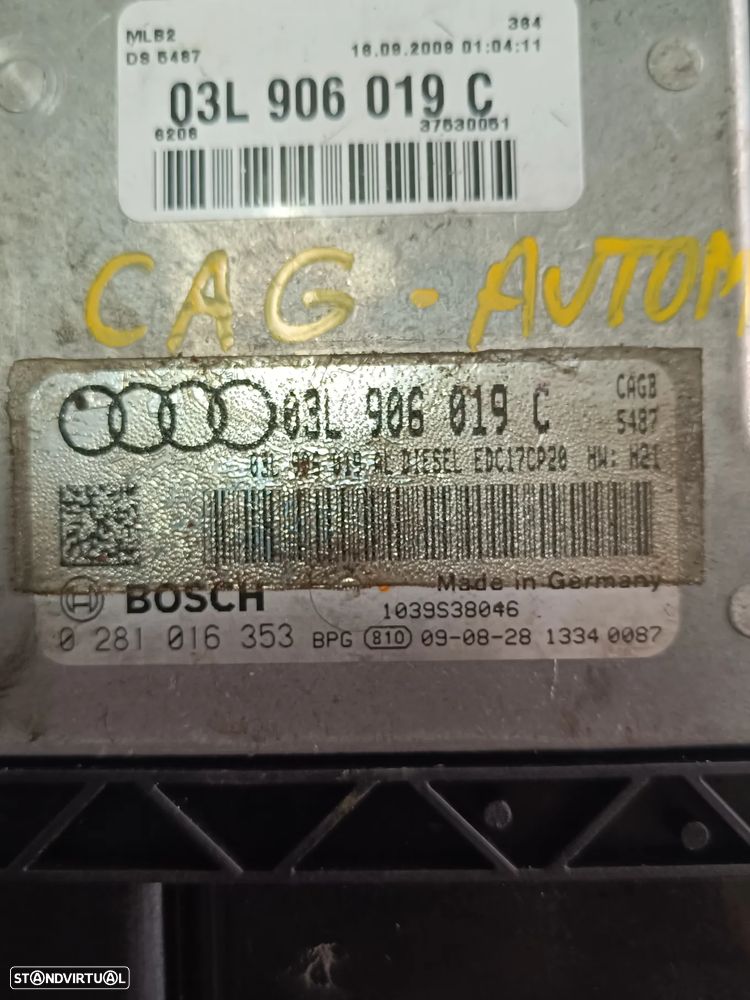 MLB2 364
DS 5487 16.09.2009 01:04:11
03L 906 019 C
6208 37530051
CAG - AUTOM
03L 906 019 C CAGB
5487
03L 906 019 AL DIESEL EDC17CP20 HW: H21
BOSCH Made in Germany
1039S38046
0 281 016 353 BPG 810 09-08-28 1334 0087
STANDVIRTUAL